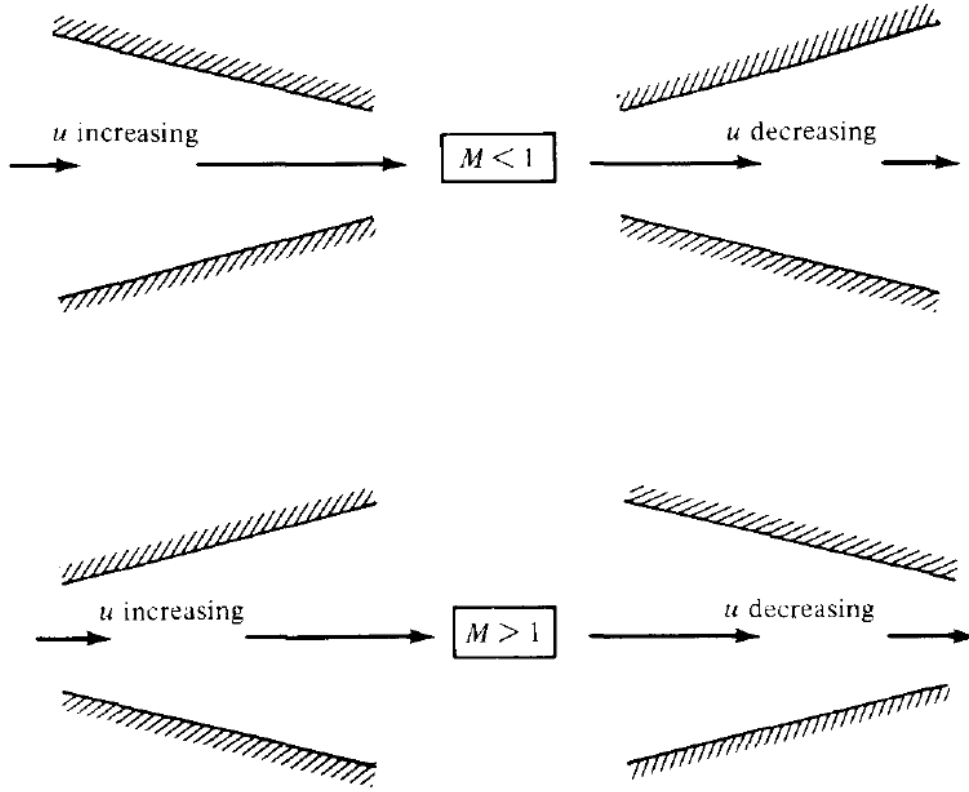 u increasing
M < 1
u decreasing
u increasing
M > 1
u decreasing